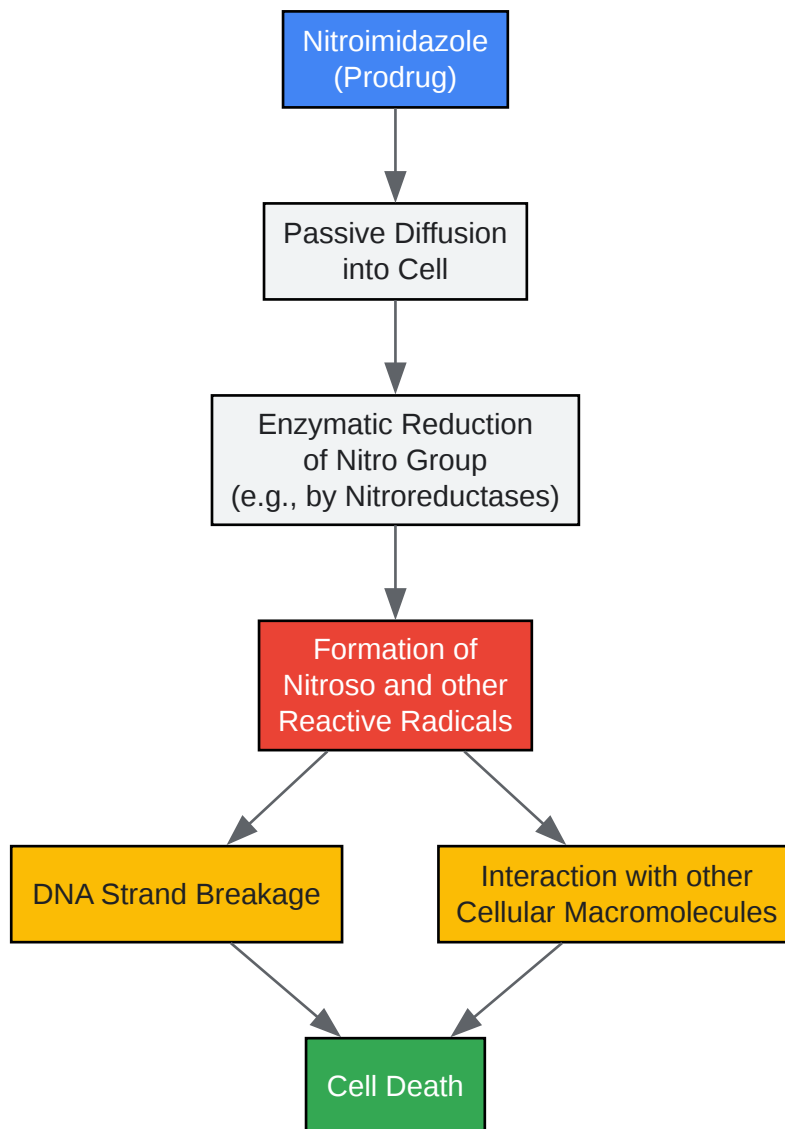 Nitroimidazole
(Prodrug)
Passive Diffusion
into Cell
Enzymatic Reduction
of Nitro Group
(e.g., by Nitroreductases)
Formation of
Nitroso and other
Reactive Radicals
DNA Strand Breakage
Interaction with other
Cellular Macromolecules
Cell Death